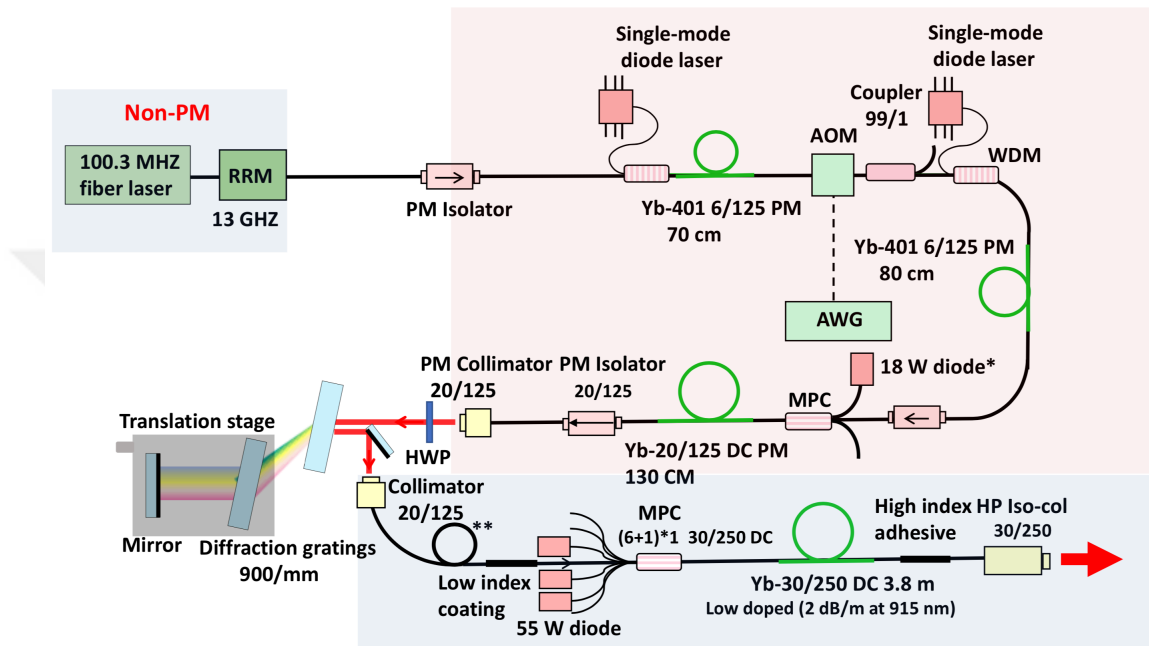 Single-mode
diode laser
Single-mode
diode laser
Non-PM
Coupler
99/1
100.3 MHZ
fiber laser
RRM
13 GHZ
AOM
WDM
PM Isolator
Yb-401 6/125 PM
70 cm
Yb-401 6/125 PM
80 cm
AWG
18 W diode*
MPC
PM Collimator
20/125
PM Isolator
20/125
Translation stage
HWP
Yb-20/125 DC PM
130 CM
Collimator
20/125
**
Mirror
Diffraction gratings
900/mm
Low index
coating
55 W diode
MPC
(6+1)*1 30/250 DC
High index
adhesive
HP Iso-col
30/250
Yb-30/250 DC 3.8 m
Low doped (2 dB/m at 915 nm)